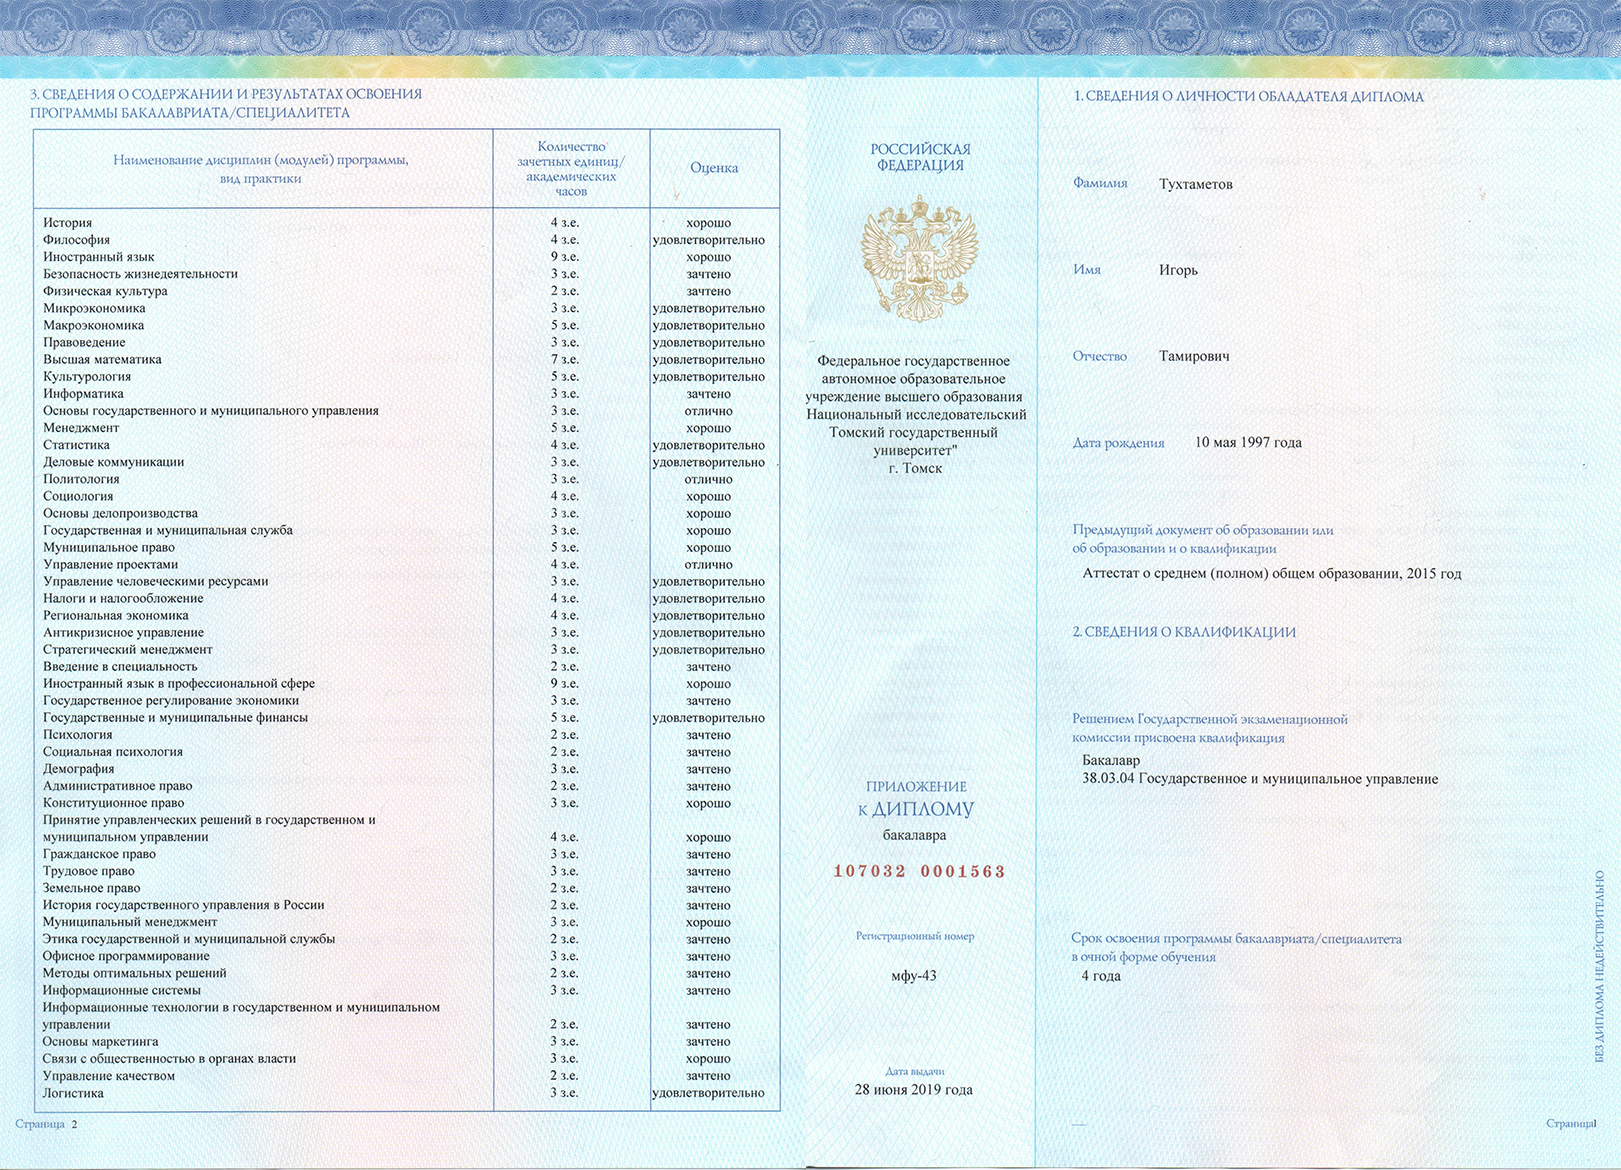 3. СВЕДЕНИЯ О СОДЕРЖАНИИ И РЕЗУЛЬТАТАХ ОСВОЕНИЯ
ПРОГРАММЫ БАКАЛАВРИАТА/СПЕЦИАЛИТЕТА
Наименование дисциплин (модулей) программы,
вид практики
Количество
зачетных единиц/
академических
часов
Оценка
История 4 з.е. хорошо
Философия 4 з.е. удовлетворительно
Иностранный язык 9 з.е. хорошо
Безопасность жизнедеятельности 3 з.е. зачтено
Физическая культура 2 з.е. зачтено
Микроэкономика 3 з.е. удовлетворительно
Макроэкономика 5 з.е. удовлетворительно
Правоведение 3 з.е. удовлетворительно
Высшая математика 7 з.е. удовлетворительно
Культурология 5 з.е. удовлетворительно
Информатика 3 з.е. зачтено
Основы государственного и муниципального управления 3 з.е. отлично
Менеджмент 5 з.е. хорошо
Статистика 4 з.е. удовлетворительно
Деловые коммуникации 3 з.е. удовлетворительно
Политология 3 з.е. отлично
Социология 4 з.е. хорошо
Основы делопроизводства 3 з.е. хорошо
Государственная и муниципальная служба 3 з.е. хорошо
Муниципальное право 5 з.е. хорошо
Управление проектами 4 з.е. отлично
Управление человеческими ресурсами 3 з.е. удовлетворительно
Налоги и налогообложение 4 з.е. удовлетворительно
Региональная экономика 4 з.е. удовлетворительно
Антикризисное управление 3 з.е. удовлетворительно
Стратегический менеджмент 3 з.е. удовлетворительно
Введение в специальность 2 з.е. зачтено
Иностранный язык в профессиональной сфере 9 з.е. хорошо
Государственное регулирование экономики 3 з.е. зачтено
Государственные и муниципальные финансы 5 з.е. удовлетворительно
Психология 2 з.е. зачтено
Социальная психология 2 з.е. зачтено
Демография 3 з.е. зачтено
Административное право 2 з.е. зачтено
Конституционное право 3 з.е. хорошо
Принятие управленческих решений в государственном и
муниципальном управлении 4 з.е. хорошо
Гражданское право 3 з.е. зачтено
Трудовое право 3 з.е. зачтено
Земельное право 2 з.е. зачтено
История государственного управления в России 2 з.е. зачтено
Муниципальный менеджмент 3 з.е. хорошо
Этика государственной и муниципальной службы 2 з.е. зачтено
Офисное программирование 3 з.е. зачтено
Методы оптимальных решений 2 з.е. зачтено
Информационные системы 3 з.е. зачтено
Информационные технологии в государственном и муниципальном
управлении 2 з.е. зачтено
Основы маркетинга 3 з.е. зачтено
Связи с общественностью в органах власти 3 з.е. хорошо
Управление качеством 2 з.е. зачтено
Логистика 3 з.е. удовлетворительно
Страница 2
РОССИЙСКАЯ
ФЕДЕРАЦИЯ
Федеральное государственное
автономное образовательное
учреждение высшего образования
Национальный исследовательский
Томский государственный
университет"
г. Томск
ПРИЛОЖЕНИЕ
к ДИПЛОМУ
бакалавра
107032 0001563
Регистрационный номер
мфу-43
Дата выдачи
28 июня 2019 года
1. СВЕДЕНИЯ О ЛИЧНОСТИ ОБЛАДАТЕЛЯ ДИПЛОМА
Фамилия Тухтаметов
Имя Игорь
Отчество Тамирович
Дата рождения 10 мая 1997 года
Предыдущий документ об образовании или
об образовании и о квалификации
Аттестат о среднем (полном) общем образовании, 2015 год
2. СВЕДЕНИЯ О КВАЛИФИКАЦИИ
Решением Государственной экзаменационной
комиссии присвоена квалификация
Бакалавр
38.03.04 Государственное и муниципальное управление
Срок освоения программы бакалавриата/специалитета
в очной форме обучения
4 года
БЕЗ ДИПЛОМА НЕДЕЙСТВИТЕЛЬНО
Страница1